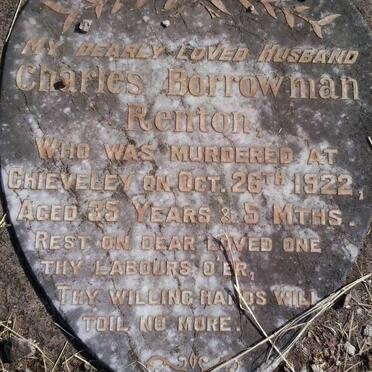 MY DEARLY LOVED HUSBAND
Charles Borrowman
Renton,
WHO WAS MURDERED AT
CHIEVELEY ON OCT. 26TH 1922,
AGED 35 YEARS & 5 MTHS.
REST ON DEAR LOVED ONE
THY LABOURS O'ER,
THY WILLING HANDS WILL
TOIL NO MORE.